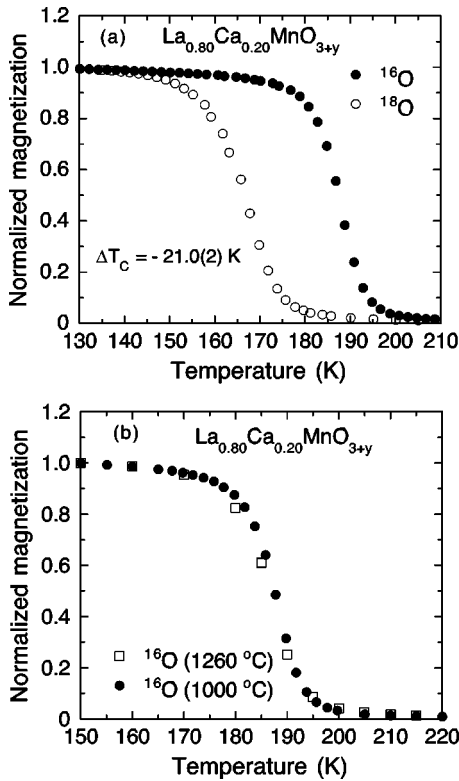 (a) La0.80Ca0.20MnO3+y
16O
18O
ΔTC = - 21.0(2) K
Normalized magnetization
1.2
1.0
0.8
0.6
0.4
0.2
0
130 140 150 160 170 180 190 200 210
Temperature (K)
(b) La0.80Ca0.20MnO3+y
16O (1260 °C)
16O (1000 °C)
Normalized magnetization
1.2
1.0
0.8
0.6
0.4
0.2
0
150 160 170 180 190 200 210 220
Temperature (K)